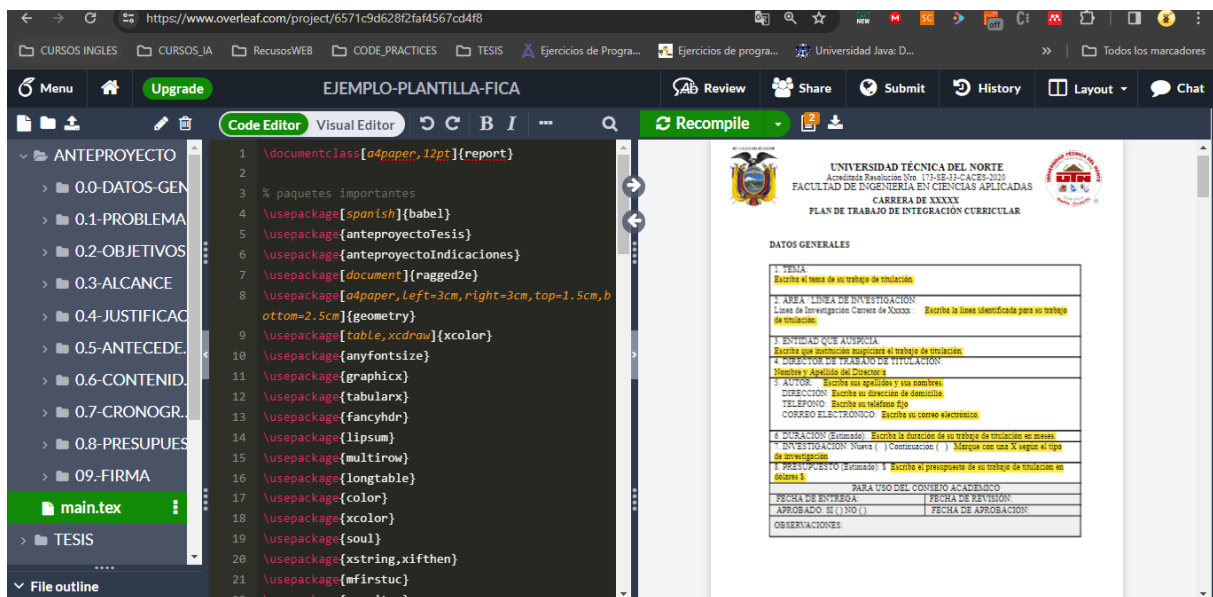 https://www.overleaf.com/project/6571c9d628f2faf4567cd4f8
NEW
SC
off
CURSOS INGLES
CURSOS_IA
RecusosWEB
CODE_PRACTICES
TESIS
Ejercicios de Progra...
Ejercicios de progra...
Universidad Java: D...
»
Todos los marcadores
Menu
Upgrade
EJEMPLO-PLANTILLA-FICA
Review
Share
Submit
History
Layout
Chat
Code Editor
Visual Editor
B I
Recompile
2
ANTEPROYECTO
0.0-DATOS-GEN
0.1-PROBLEMA
0.2-OBJETIVOS
0.3-ALCANCE
0.4-JUSTIFICAC
0.5-ANTECEDE.
0.6-CONTENID.
0.7-CRONOGR..
0.8-PRESUPUES
09.-FIRMA
main.tex
TESIS
File outline
1 \documentclass[a4paper,12pt]{report}
2
3 % paquetes importantes
4 \usepackage[spanish]{babel}
5 \usepackage{anteproyectoTesis}
6 \usepackage{anteproyectoIndicaciones}
7 \usepackage[document]{ragged2e}
8 \usepackage[a4paper,left=3cm,right=3cm,top=1.5cm,b
ottom=2.5cm]{geometry}
9 \usepackage[table,xcdraw]{xcolor}
10 \usepackage{anyfontsize}
11 \usepackage{graphicx}
12 \usepackage{tabularx}
13 \usepackage{fancyhdr}
14 \usepackage{lipsum}
15 \usepackage{multirow}
16 \usepackage{longtable}
17 \usepackage{color}
18 \usepackage{xcolor}
19 \usepackage{soul}
20 \usepackage{xstring,xifthen}
21 \usepackage{mfirstuc}
UNIVERSIDAD TÉCNICA DEL NORTE
Acreditada Resolución Nro. 173-SE-33-CACES-2020
FACULTAD DE INGENIERÍA EN CIENCIAS APLICADAS
CARRERA DE XXXXX
PLAN DE TRABAJO DE INTEGRACIÓN CURRICULAR
UTN
DATOS GENERALES
1. TEMA:
Escriba el tema de su trabajo de titulación.
2. ÁREA / LÍNEA DE INVESTIGACIÓN:
Línea de Investigación Carrera de Xxxxx : Escriba la línea identificada para su trabajo
de titulación.
3. ENTIDAD QUE AUSPICIA:
Escriba que institución auspiciará el trabajo de titulación.
4. DIRECTOR DE TRABAJO DE TITULACIÓN:
Nombre y Apellido del Director/a
5. AUTOR: Escriba sus apellidos y sus nombres.
DIRECCIÓN: Escriba su dirección de domicilio.
TELÉFONO: Escriba su teléfono fijo
CORREO ELECTRÓNICO: Escriba su correo electrónico.
6. DURACIÓN (Estimado): Escriba la duración de su trabajo de titulación en meses.
7. INVESTIGACIÓN: Nueva ( ) Continuación ( ) Marque con una X según el tipo
de investigación
8. PRESUPUESTO (Estimado): $ Escriba el presupuesto de su trabajo de titulación en
dólares $.
PARA USO DEL CONSEJO ACADÉMICO
FECHA DE ENTREGA:
FECHA DE REVISIÓN:
APROBADO: SI ( ) NO ( )
FECHA DE APROBACIÓN:
OBSERVACIONES: